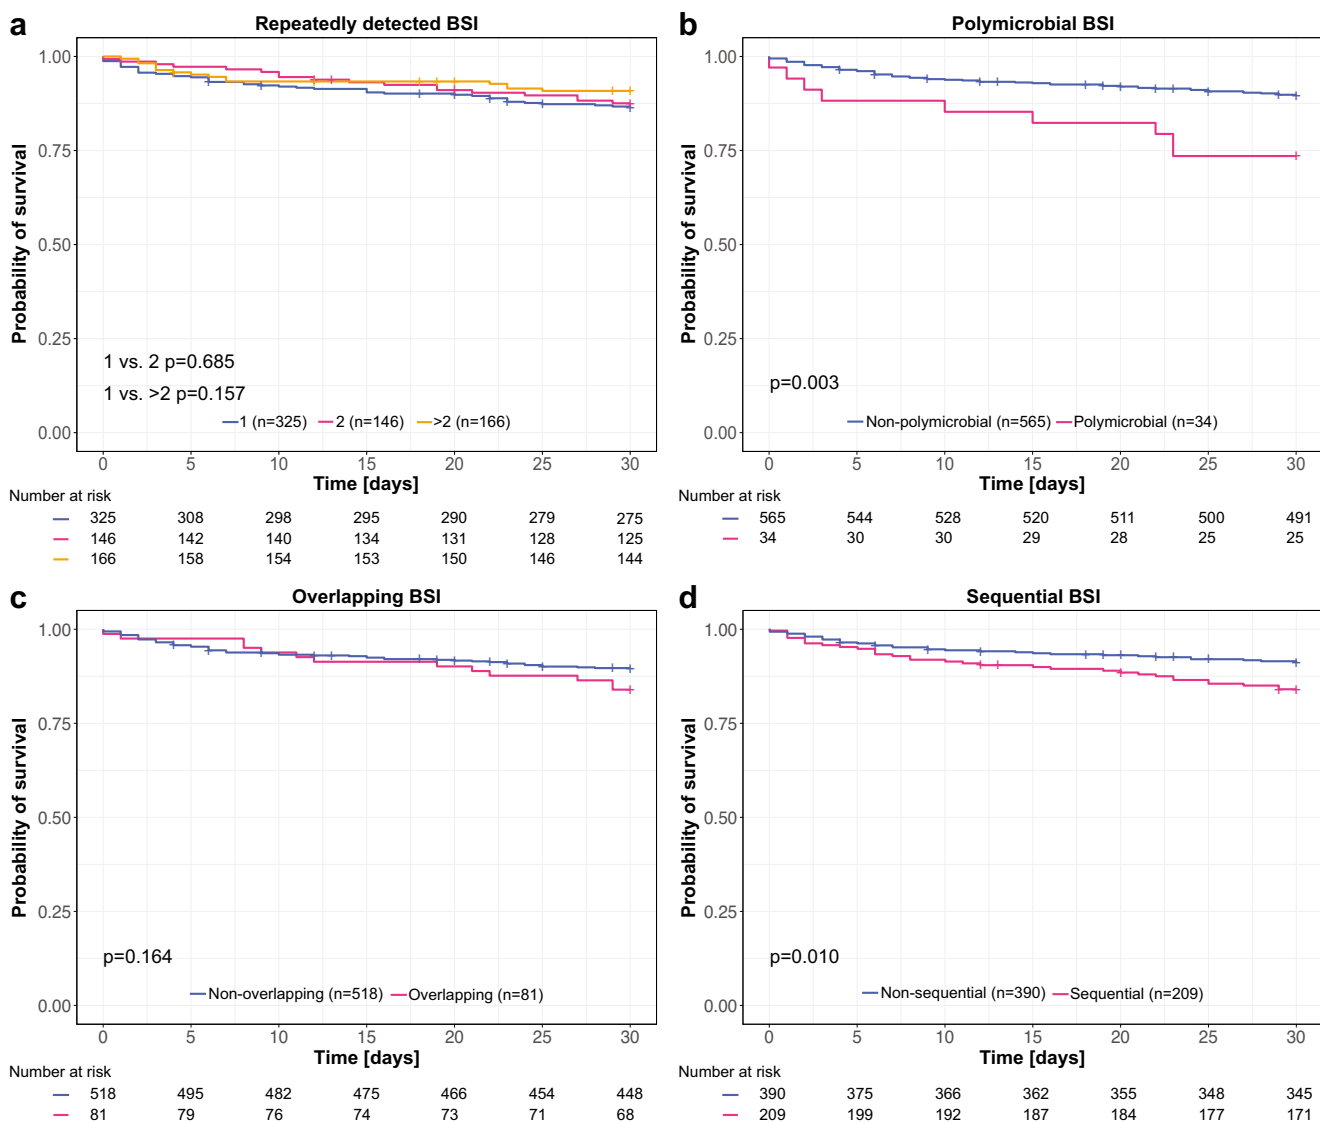 a
Repeatedly detected BSI
Probability of survival
1.00
0.75
0.50
0.25
0.00
1 vs. 2 p=0.685
1 vs. >2 p=0.157
1 (n=325) 2 (n=146) >2 (n=166)
0 5 10 15 20 25 30
Time [days]
Number at risk
325 308 298 295 290 279 275
146 142 140 134 131 128 125
166 158 154 153 150 146 144
b
Polymicrobial BSI
Probability of survival
1.00
0.75
0.50
0.25
0.00
p=0.003
Non-polymicrobial (n=565) Polymicrobial (n=34)
0 5 10 15 20 25 30
Time [days]
Number at risk
565 544 528 520 511 500 491
34 30 30 29 28 25 25
c
Overlapping BSI
Probability of survival
1.00
0.75
0.50
0.25
0.00
p=0.164
Non-overlapping (n=518) Overlapping (n=81)
0 5 10 15 20 25 30
Time [days]
Number at risk
518 495 482 475 466 454 448
81 79 76 74 73 71 68
d
Sequential BSI
Probability of survival
1.00
0.75
0.50
0.25
0.00
p=0.010
Non-sequential (n=390) Sequential (n=209)
0 5 10 15 20 25 30
Time [days]
Number at risk
390 375 366 362 355 348 345
209 199 192 187 184 177 171